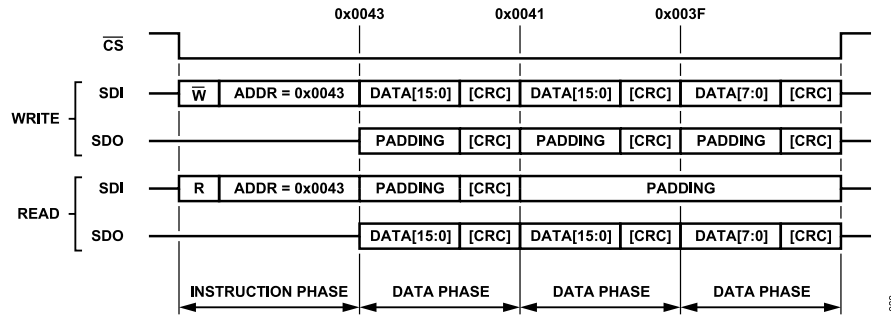 0x0043 0x0041 0x003F
CS
SDI W ADDR = 0x0043 DATA[15:0] [CRC] DATA[15:0] [CRC] DATA[7:0] [CRC]
WRITE
SDO PADDING [CRC] PADDING [CRC] PADDING [CRC]
SDI R ADDR = 0x0043 PADDING [CRC] PADDING
READ
SDO DATA[15:0] [CRC] DATA[15:0] [CRC] DATA[7:0] [CRC]
INSTRUCTION PHASE DATA PHASE DATA PHASE DATA PHASE